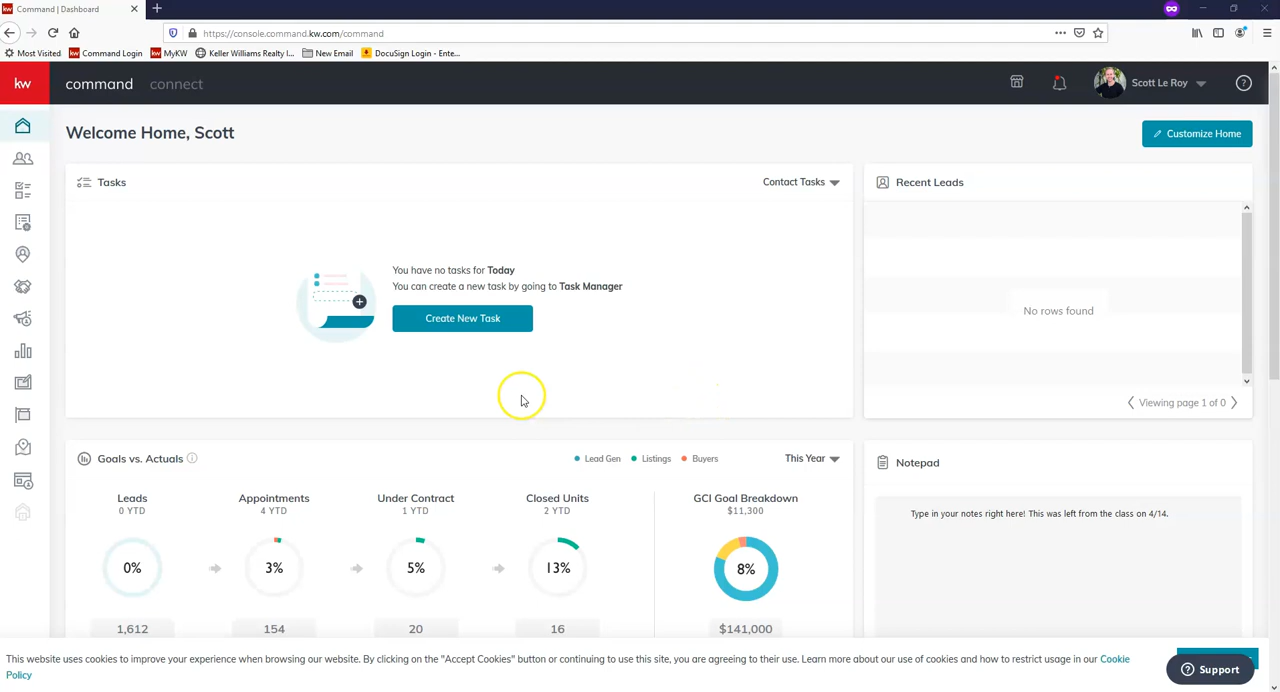 kw Command | Dashboard
https://console.command.kw.com/command
Most Visited
kw Command Login
kw MyKW
Keller Williams Realty I...
New Email
DocuSign Login - Ente...
kw
command
connect
Scott Le Roy
Welcome Home, Scott
Customize Home
Tasks
Contact Tasks
You have no tasks for Today
You can create a new task by going to Task Manager
Create New Task
Recent Leads
No rows found
Viewing page 1 of 0
Goals vs. Actuals
Lead Gen
Listings
Buyers
This Year
Leads
0 YTD
0%
1,612
Appointments
4 YTD
3%
154
Under Contract
1 YTD
5%
20
Closed Units
2 YTD
13%
16
GCI Goal Breakdown
$11,300
8%
$141,000
Notepad
Type in your notes right here! This was left from the class on 4/14.
This website uses cookies to improve your experience when browsing our website. By clicking on the "Accept Cookies" button or continuing to use this site, you are agreeing to their use. Learn more about our use of cookies and how to restrict usage in our Cookie
Policy
Support